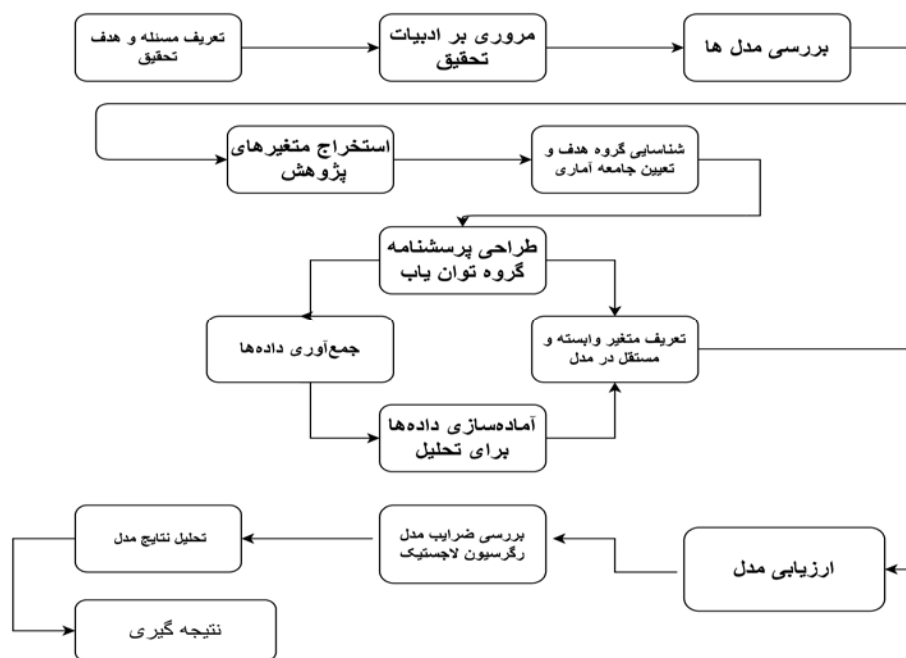 تعریف مسئله و هدف
تحقیق
مروری بر ادبیات
تحقیق
بررسی مدل ها
استخراج متغیرهای
پژوهش
شناسایی گروه هدف و
تعیین جامعه آماری
طراحی پرسشنامه
گروه توان یاب
جمع‌آوری داده‌ها
تعریف متغیر وابسته و
مستقل در مدل
آماده‌سازی داده‌ها
برای تحلیل
ارزیابی مدل
بررسی ضرایب مدل
رگرسیون لاجستیک
تحلیل نتایج مدل
نتیجه گیری